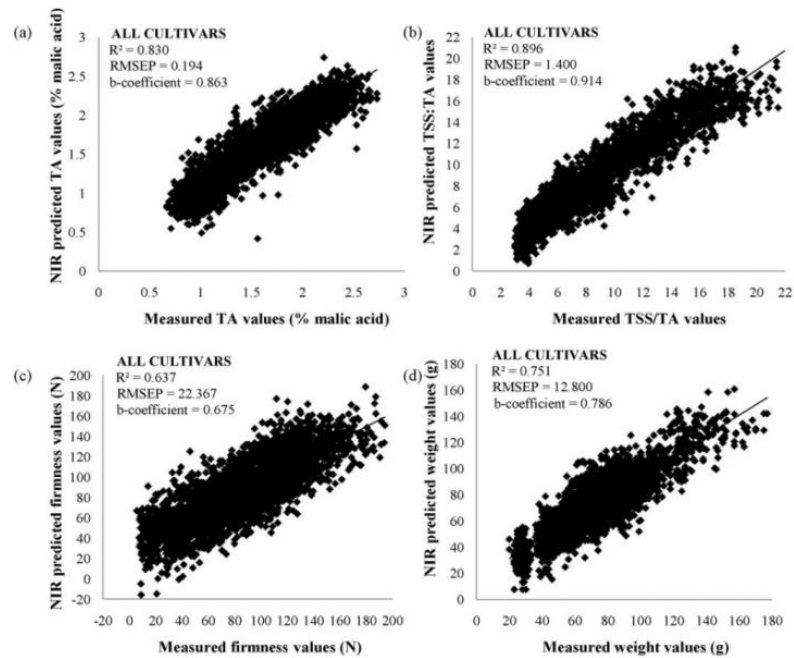 (a)
ALL CULTIVARS
R² = 0.830
RMSEP = 0.194
b-coefficient = 0.863
NIR predicted TA values (% malic acid)
3
2.5
2
1.5
1
0.5
0
0 0.5 1 1.5 2 2.5 3
Measured TA values (% malic acid)
(b)
ALL CULTIVARS
R² = 0.896
RMSEP = 1.400
b-coefficient = 0.914
NIR predicted TSS:TA values
22
20
18
16
14
12
10
8
6
4
2
0
0 2 4 6 8 10 12 14 16 18 20 22
Measured TSS/TA values
(c)
ALL CULTIVARS
R² = 0.637
RMSEP = 22.367
b-coefficient = 0.675
NIR predicted firmness values (N)
200
180
160
140
120
100
80
60
40
20
0
-20
-20 0 20 40 60 80 100 120 140 160 180 200
Measured firmness values (N)
(d)
ALL CULTIVARS
R² = 0.751
RMSEP = 12.800
b-coefficient = 0.786
NIR predicted weight values (g)
180
160
140
120
100
80
60
40
20
0
0 20 40 60 80 100 120 140 160 180
Measured weight values (g)